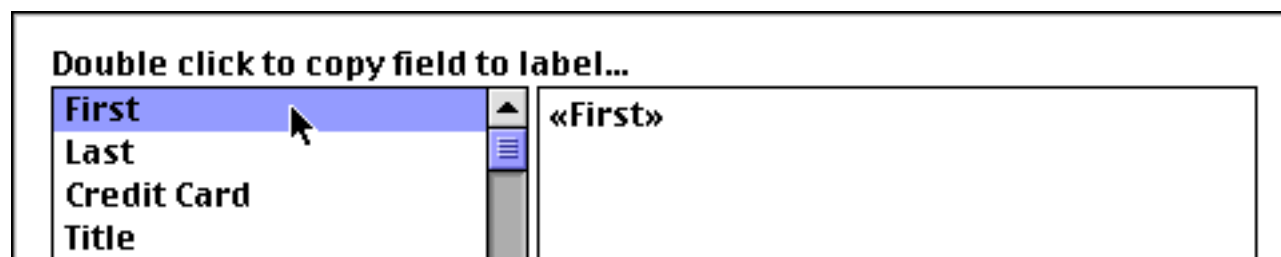 Double click to copy field to label...
First
Last
Credit Card
Title
«First»